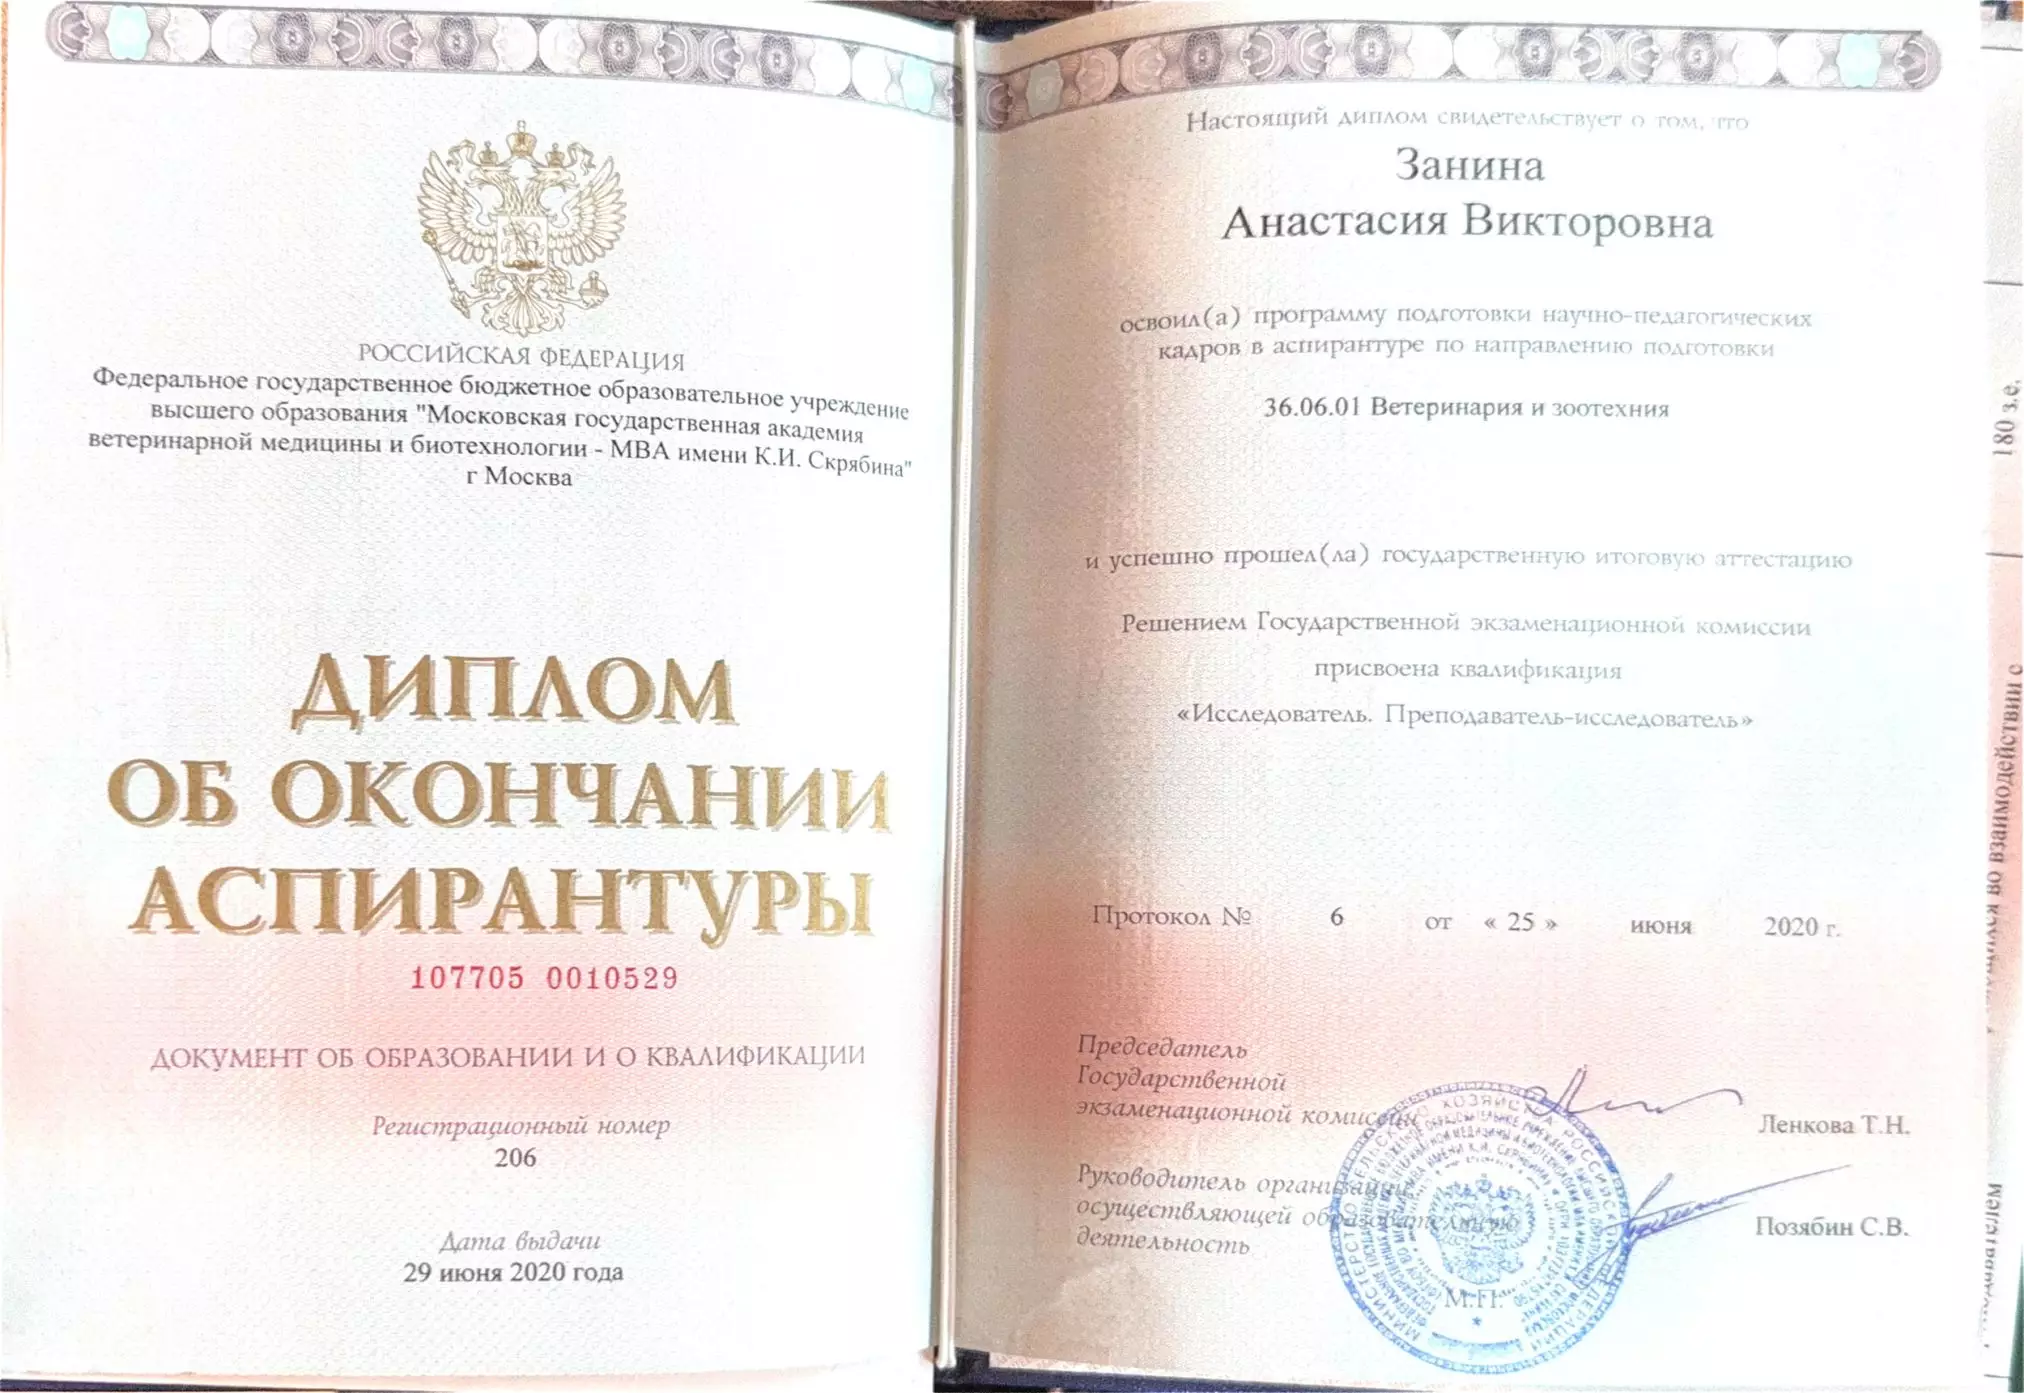 РОССИЙСКАЯ ФЕДЕРАЦИЯ
Федеральное государственное бюджетное образовательное учреждение
высшего образования "Московская государственная академия
ветеринарной медицины и биотехнологии - МВА имени К.И. Скрябина"
г Москва
ДИПЛОМ
ОБ ОКОНЧАНИИ
АСПИРАНТУРЫ
107705 0010529
ДОКУМЕНТ ОБ ОБРАЗОВАНИИ И О КВАЛИФИКАЦИИ
Регистрационный номер
206
Дата выдачи
29 июня 2020 года
Настоящий диплом свидетельствует о том, что
Занина
Анастасия Викторовна
освоил(а) программу подготовки научно-педагогических
кадров в аспирантуре по направлению подготовки
36.06.01 Ветеринария и зоотехния
и успешно прошел(ла) государственную итоговую аттестацию
Решением Государственной экзаменационной комиссии
присвоена квалификация
«Исследователь. Преподаватель-исследователь»
Протокол № 6 от « 25 » июня 2020 г.
Председатель
Государственной
экзаменационной комиссии
Ленкова Т.Н.
Руководитель организации,
осуществляющей образовательную
деятельность
Позябин С.В.
М.П.
180 з.е.
во взаимодействии с